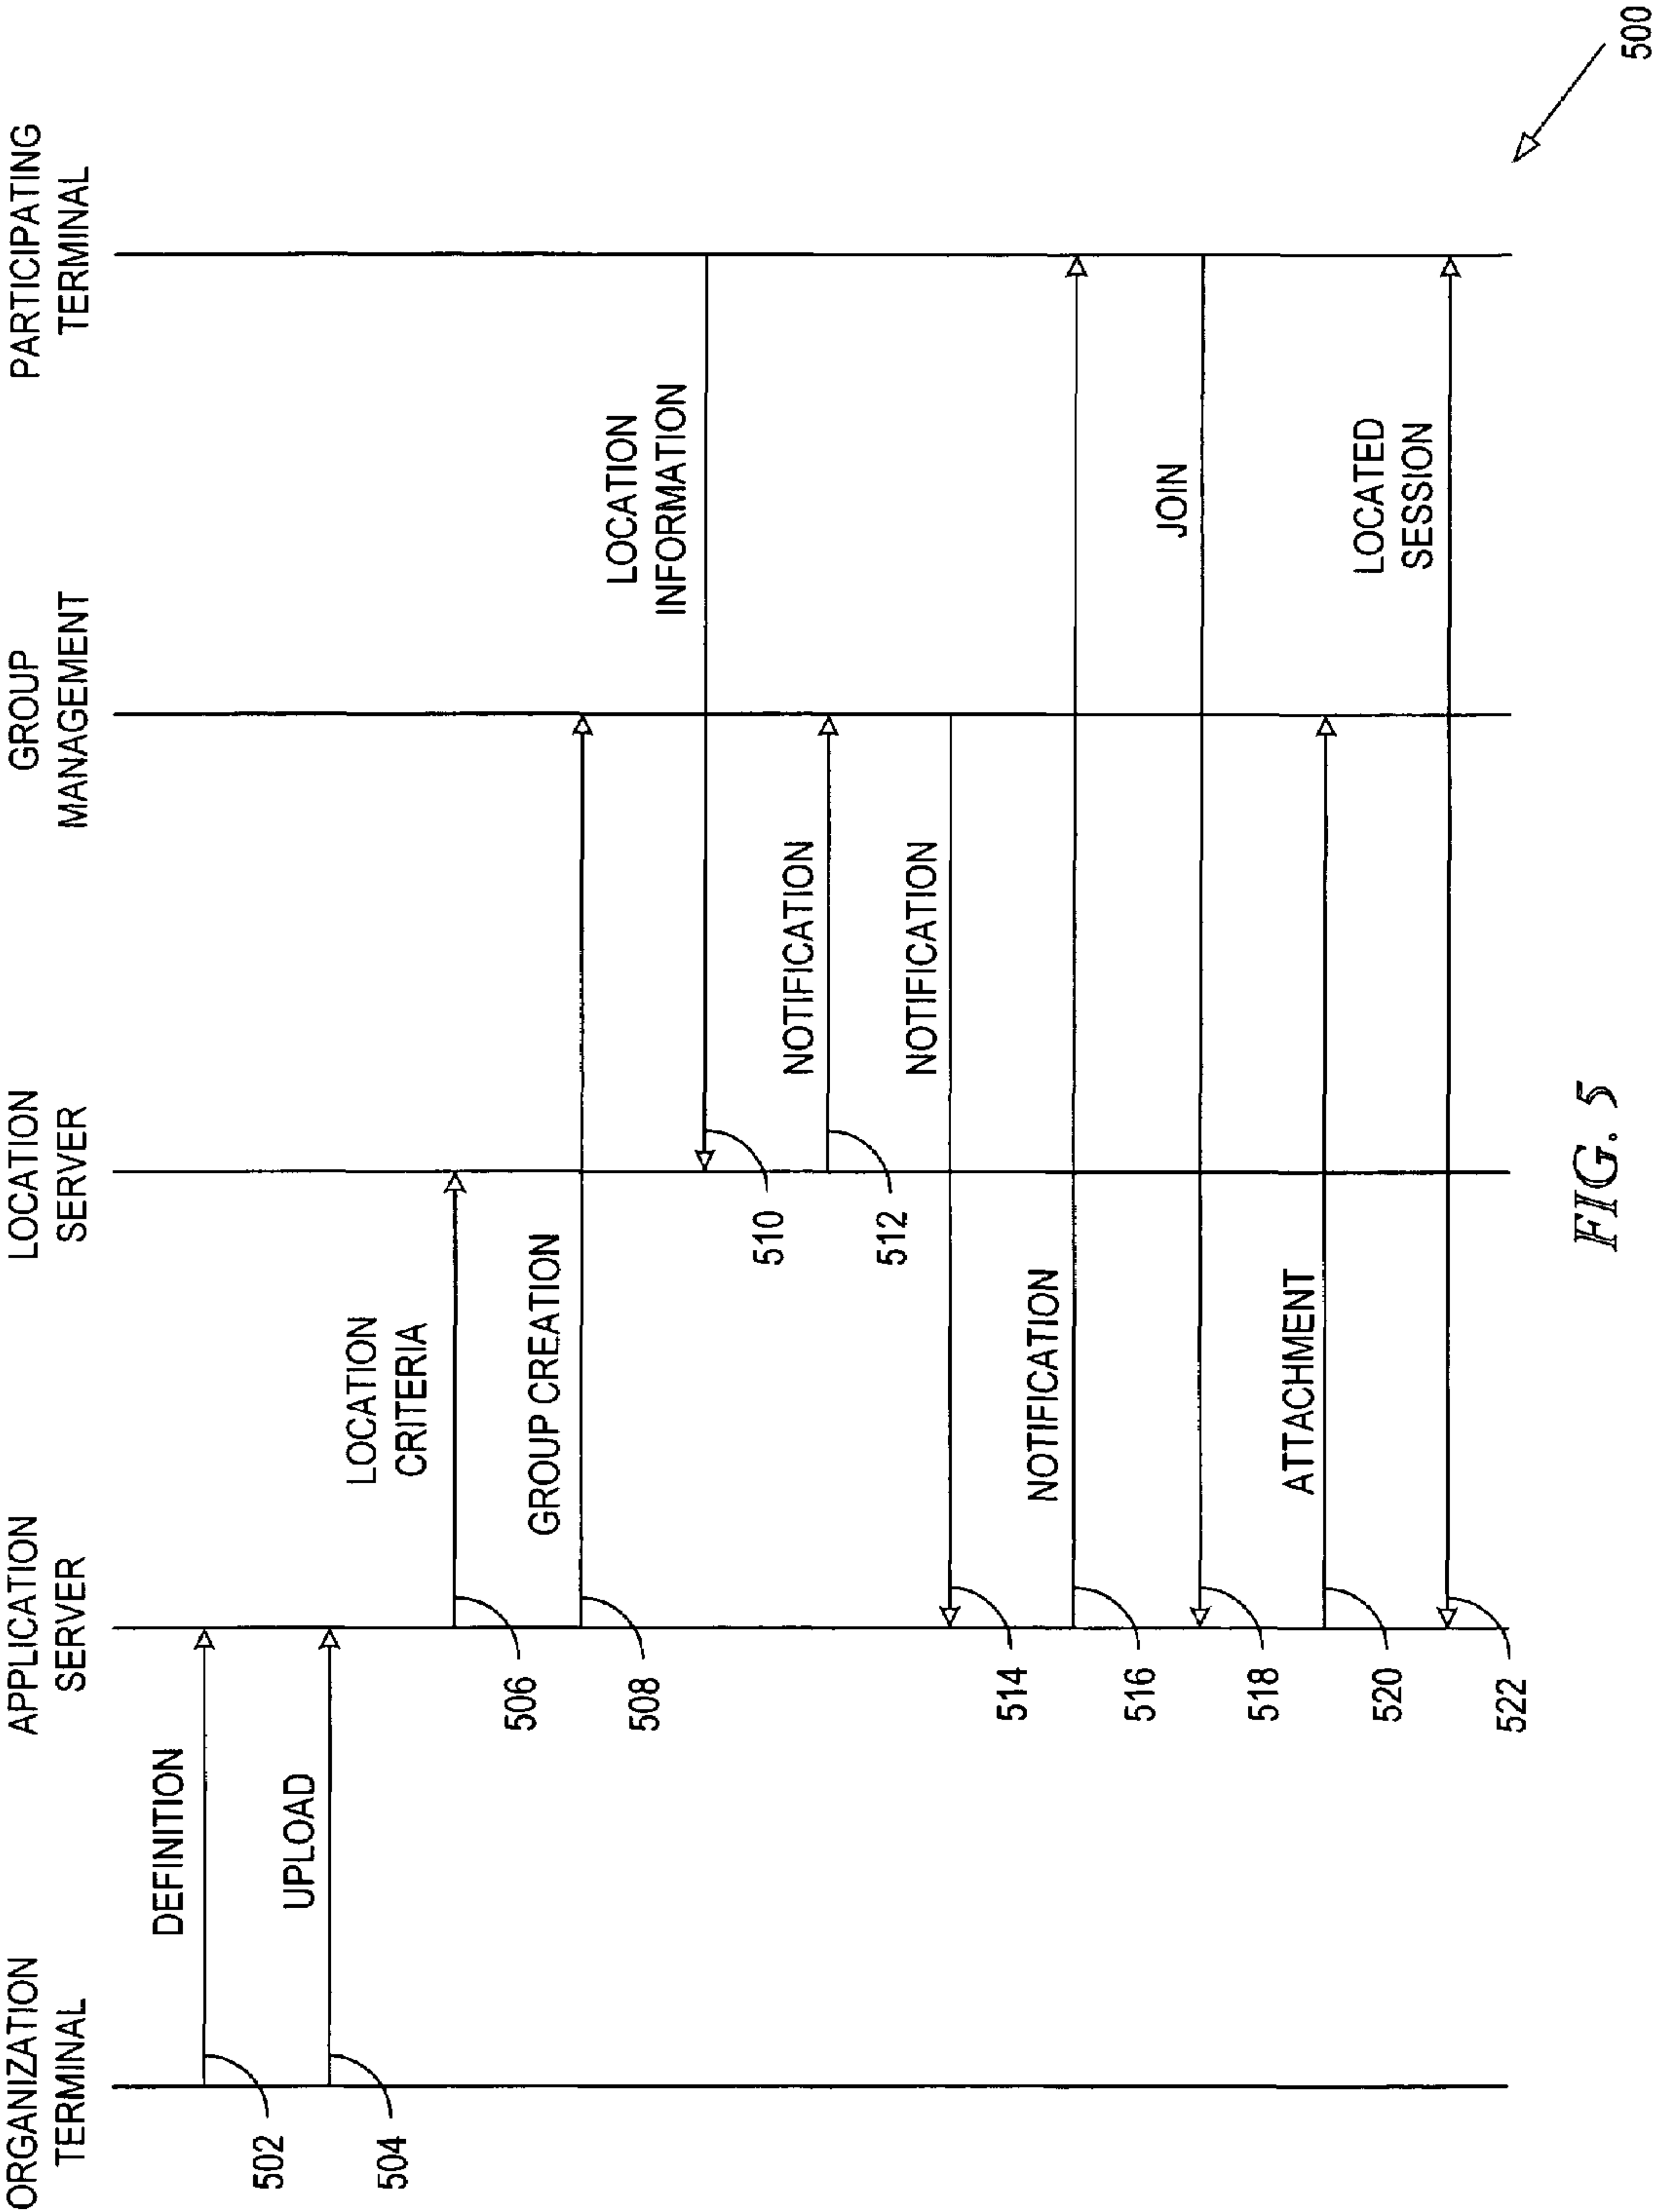 ORGANIZATION
TERMINAL
APPLICATION
SERVER
LOCATION
SERVER
GROUP
MANAGEMENT
PARTICIPATING
TERMINAL
DEFINITION
502
UPLOAD
504
LOCATION
CRITERIA
506
GROUP CREATION
508
LOCATION
INFORMATION
510
NOTIFICATION
512
NOTIFICATION
514
NOTIFICATION
516
JOIN
518
ATTACHMENT
520
LOCATED
SESSION
522
500
FIG. 5